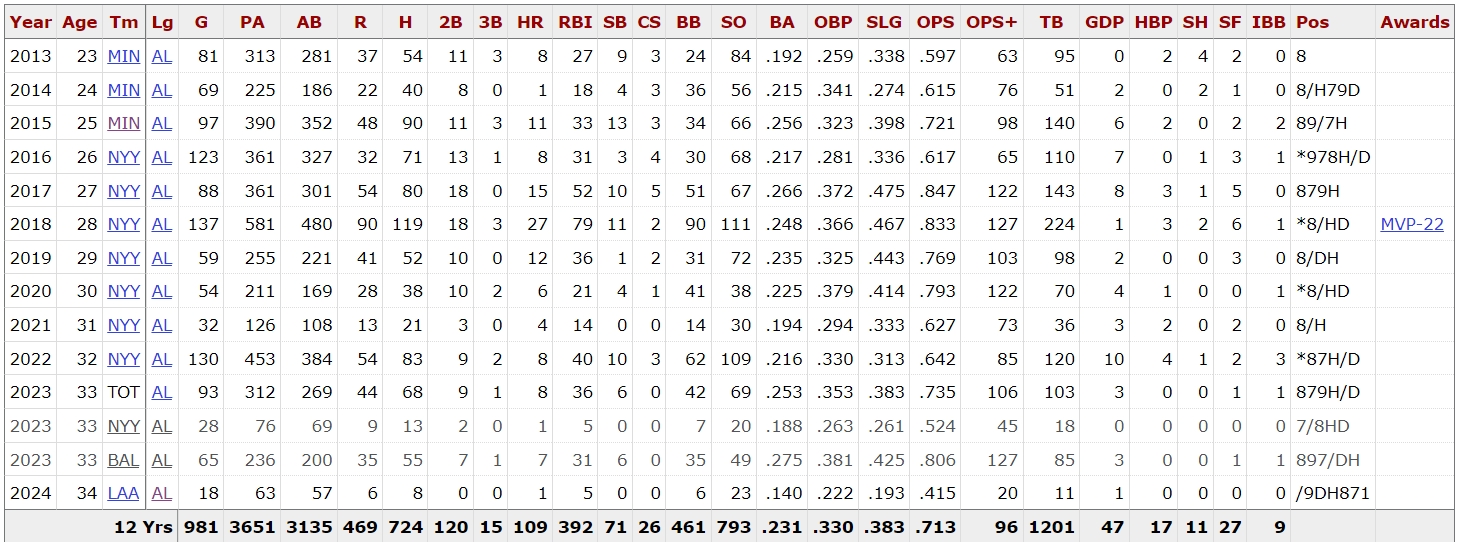 Year Age Tm Lg G PA AB R H 2B 3B HR RBI SB CS BB SO BA OBP SLG OPS OPS+ TB GDP HBP SH SF IBB Pos Awards
2013 23 MIN AL 81 313 281 37 54 11 3 8 27 9 3 24 84 .192 .259 .338 .597 63 95 0 2 4 2 0 8
2014 24 MIN AL 69 225 186 22 40 8 0 1 18 4 3 36 56 .215 .341 .274 .615 76 51 2 0 2 1 0 8/H79D
2015 25 MIN AL 97 390 352 48 90 11 3 11 33 13 3 34 66 .256 .323 .398 .721 98 140 6 2 0 2 2 89/7H
2016 26 NYY AL 123 361 327 32 71 13 1 8 31 3 4 30 68 .217 .281 .336 .617 65 110 7 0 1 3 1 *978H/D
2017 27 NYY AL 88 361 301 54 80 18 0 15 52 10 5 51 67 .266 .372 .475 .847 122 143 8 3 1 5 0 879H
2018 28 NYY AL 137 581 480 90 119 18 3 27 79 11 2 90 111 .248 .366 .467 .833 127 224 1 3 2 6 1 *8/HD MVP-22
2019 29 NYY AL 59 255 221 41 52 10 0 12 36 1 2 31 72 .235 .325 .443 .769 103 98 2 0 0 3 0 8/DH
2020 30 NYY AL 54 211 169 28 38 10 2 6 21 4 1 41 38 .225 .379 .414 .793 122 70 4 1 0 0 1 *8/HD
2021 31 NYY AL 32 126 108 13 21 3 0 4 14 0 0 14 30 .194 .294 .333 .627 73 36 3 2 0 2 0 8/H
2022 32 NYY AL 130 453 384 54 83 9 2 8 40 10 3 62 109 .216 .330 .313 .642 85 120 10 4 1 2 3 *87H/D
2023 33 TOT AL 93 312 269 44 68 9 1 8 36 6 0 42 69 .253 .353 .383 .735 106 103 3 0 0 1 1 879H/D
2023 33 NYY AL 28 76 69 9 13 2 0 1 5 0 0 7 20 .188 .263 .261 .524 45 18 0 0 0 0 0 7/8HD
2023 33 BAL AL 65 236 200 35 55 7 1 7 31 6 0 35 49 .275 .381 .425 .806 127 85 3 0 0 1 1 897/DH
2024 34 LAA AL 18 63 57 6 8 0 0 1 5 0 0 6 23 .140 .222 .193 .415 20 11 1 0 0 0 0 /9DH871
12 Yrs 981 3651 3135 469 724 120 15 109 392 71 26 461 793 .231 .330 .383 .713 96 1201 47 17 11 27 9